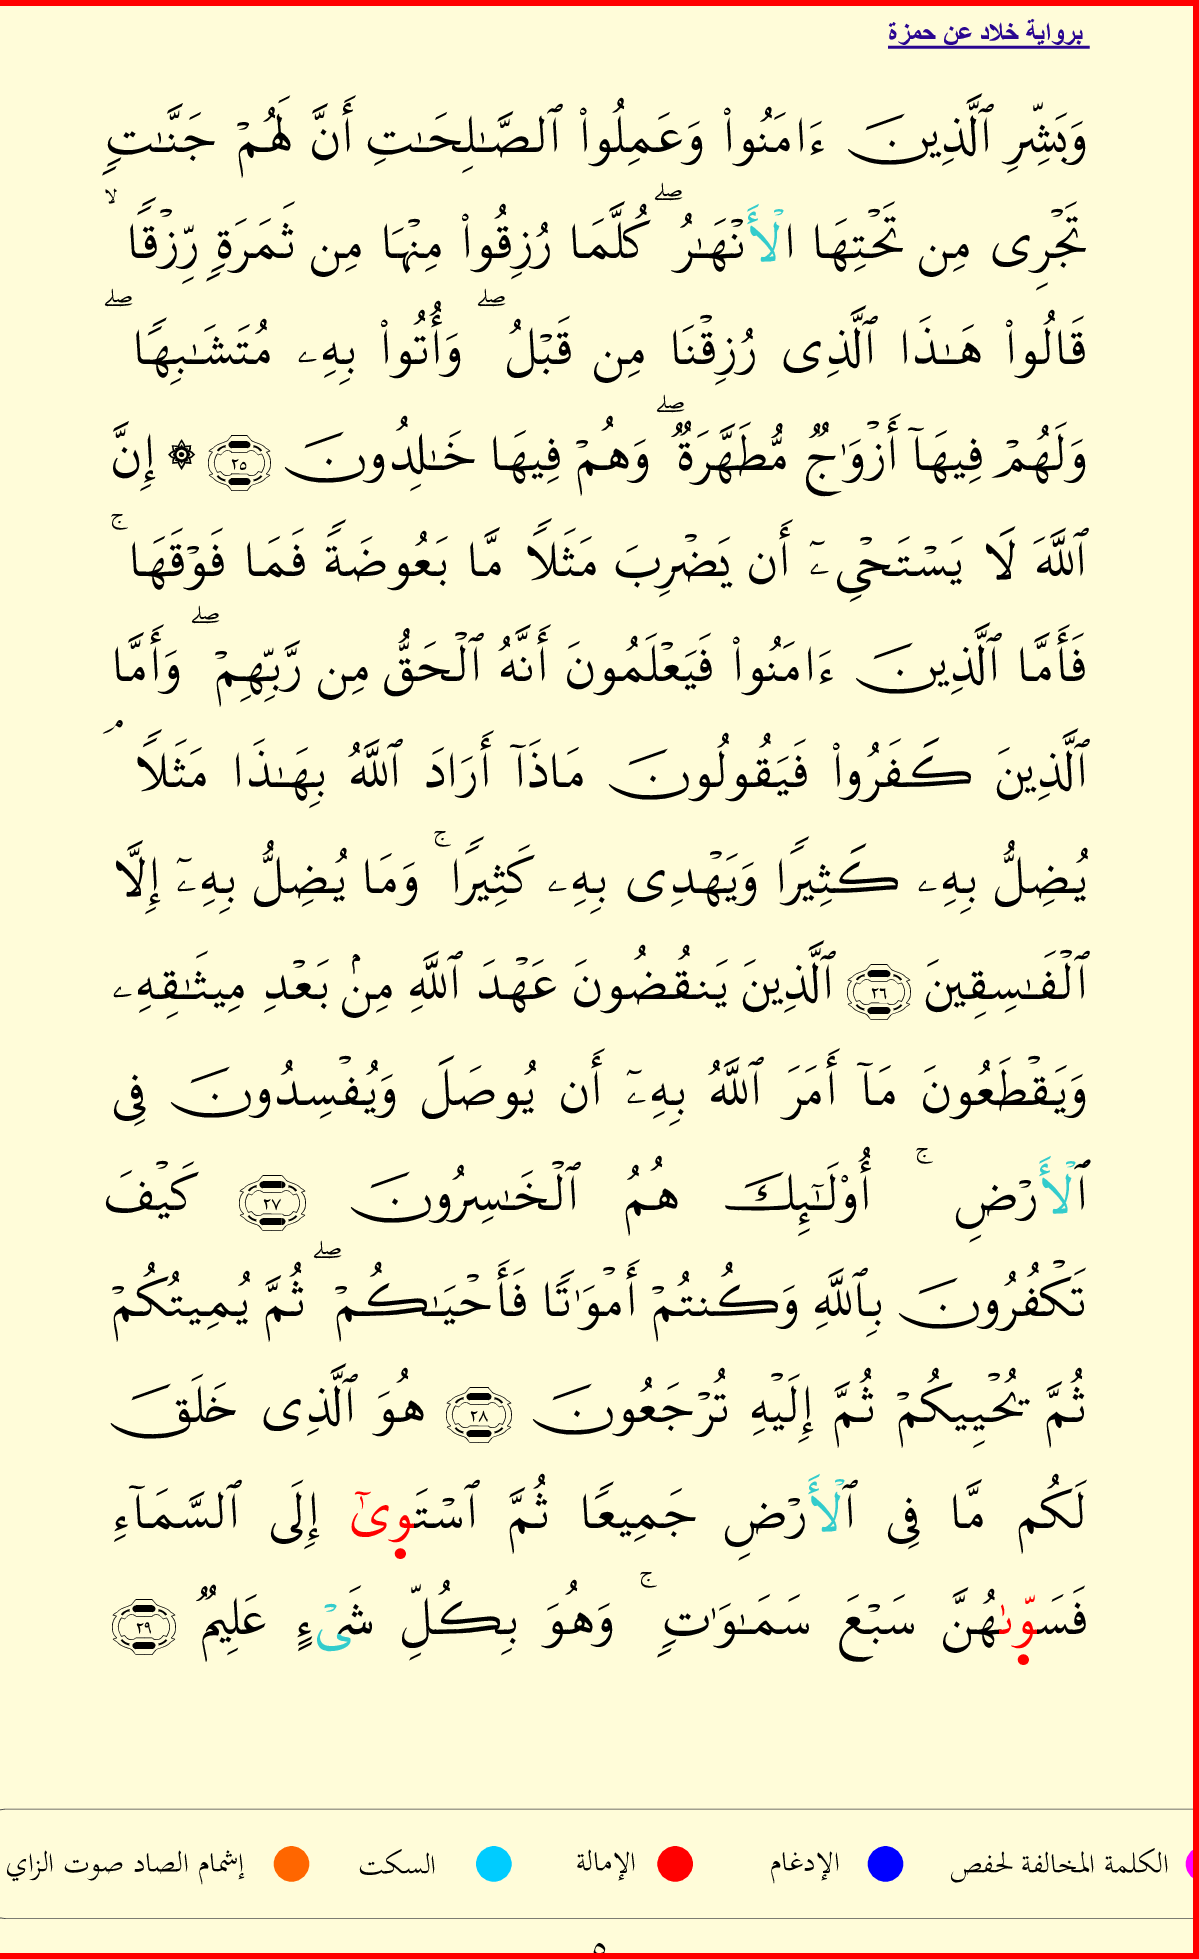 برواية خلاد عن حمزة
وَبَشِّرِ ٱلَّذِينَ ءَامَنُوا۟ وَعَمِلُوا۟ ٱلصَّـٰلِحَـٰتِ أَنَّ لَهُمۡ جَنَّـٰتٍ
تَجۡرِى مِن تَحۡتِهَا الۡأَنۡهَـٰرُ ۖ كُلَّمَا رُزِقُوا۟ مِنۡهَا مِن ثَمَرَةٍ رِّزۡقًا ۙ
قَالُوا۟ هَـٰذَا ٱلَّذِى رُزِقۡنَا مِن قَبۡلُ ۖ وَأُتُوا۟ بِهِۦ مُتَشَـٰبِهًا ۖ
وَلَهُمۡ فِيهَآ أَزۡوَٰجٌ مُّطَهَّرَةٌ ۖ وَهُمۡ فِيهَا خَـٰلِدُونَ ٢٥ ۞ إِنَّ
ٱللَّهَ لَا يَسۡتَحۡىِۦٓ أَن يَضۡرِبَ مَثَلًا مَّا بَعُوضَةً فَمَا فَوۡقَهَا ۚ
فَأَمَّا ٱلَّذِينَ ءَامَنُوا۟ فَيَعۡلَمُونَ أَنَّهُ ٱلۡحَقُّ مِن رَّبِّهِمۡ ۖ وَأَمَّا
ٱلَّذِينَ كَفَرُوا۟ فَيَقُولُونَ مَاذَآ أَرَادَ ٱللَّهُ بِهَـٰذَا مَثَلًا ۘ
يُضِلُّ بِهِۦ كَثِيرًا وَيَهۡدِى بِهِۦ كَثِيرًا ۚ وَمَا يُضِلُّ بِهِۦٓ إِلَّا
ٱلۡفَـٰسِقِينَ ٢٦ ٱلَّذِينَ يَنقُضُونَ عَهۡدَ ٱللَّهِ مِنۢ بَعۡدِ مِيثَـٰقِهِۦ
وَيَقۡطَعُونَ مَآ أَمَرَ ٱللَّهُ بِهِۦٓ أَن يُوصَلَ وَيُفۡسِدُونَ فِى
ٱلۡأَرۡضِ ۚ أُوْلَـٰٓئِكَ هُمُ ٱلۡخَـٰسِرُونَ ٢٧ كَيۡفَ
تَكۡفُرُونَ بِٱللَّهِ وَكُنتُمۡ أَمۡوَٰتًا فَأَحۡيَـٰكُمۡ ۖ ثُمَّ يُمِيتُكُمۡ
ثُمَّ يُحۡيِيكُمۡ ثُمَّ إِلَيۡهِ تُرۡجَعُونَ ٢٨ هُوَ ٱلَّذِى خَلَقَ
لَكُم مَّا فِى ٱلۡأَرۡضِ جَمِيعًا ثُمَّ ٱسۡتَوِىٰٓ إِلَى ٱلسَّمَآءِ
فَسَوِّىٰهُنَّ سَبۡعَ سَمَـٰوَٰتٍ ۚ وَهُوَ بِكُلِّ شَىۡءٍ عَلِيمٌ ٢٩
الكلمة المخالفة لحفص الإدغام الإمالة السكت إشمام الصاد صوت الزاي
٥